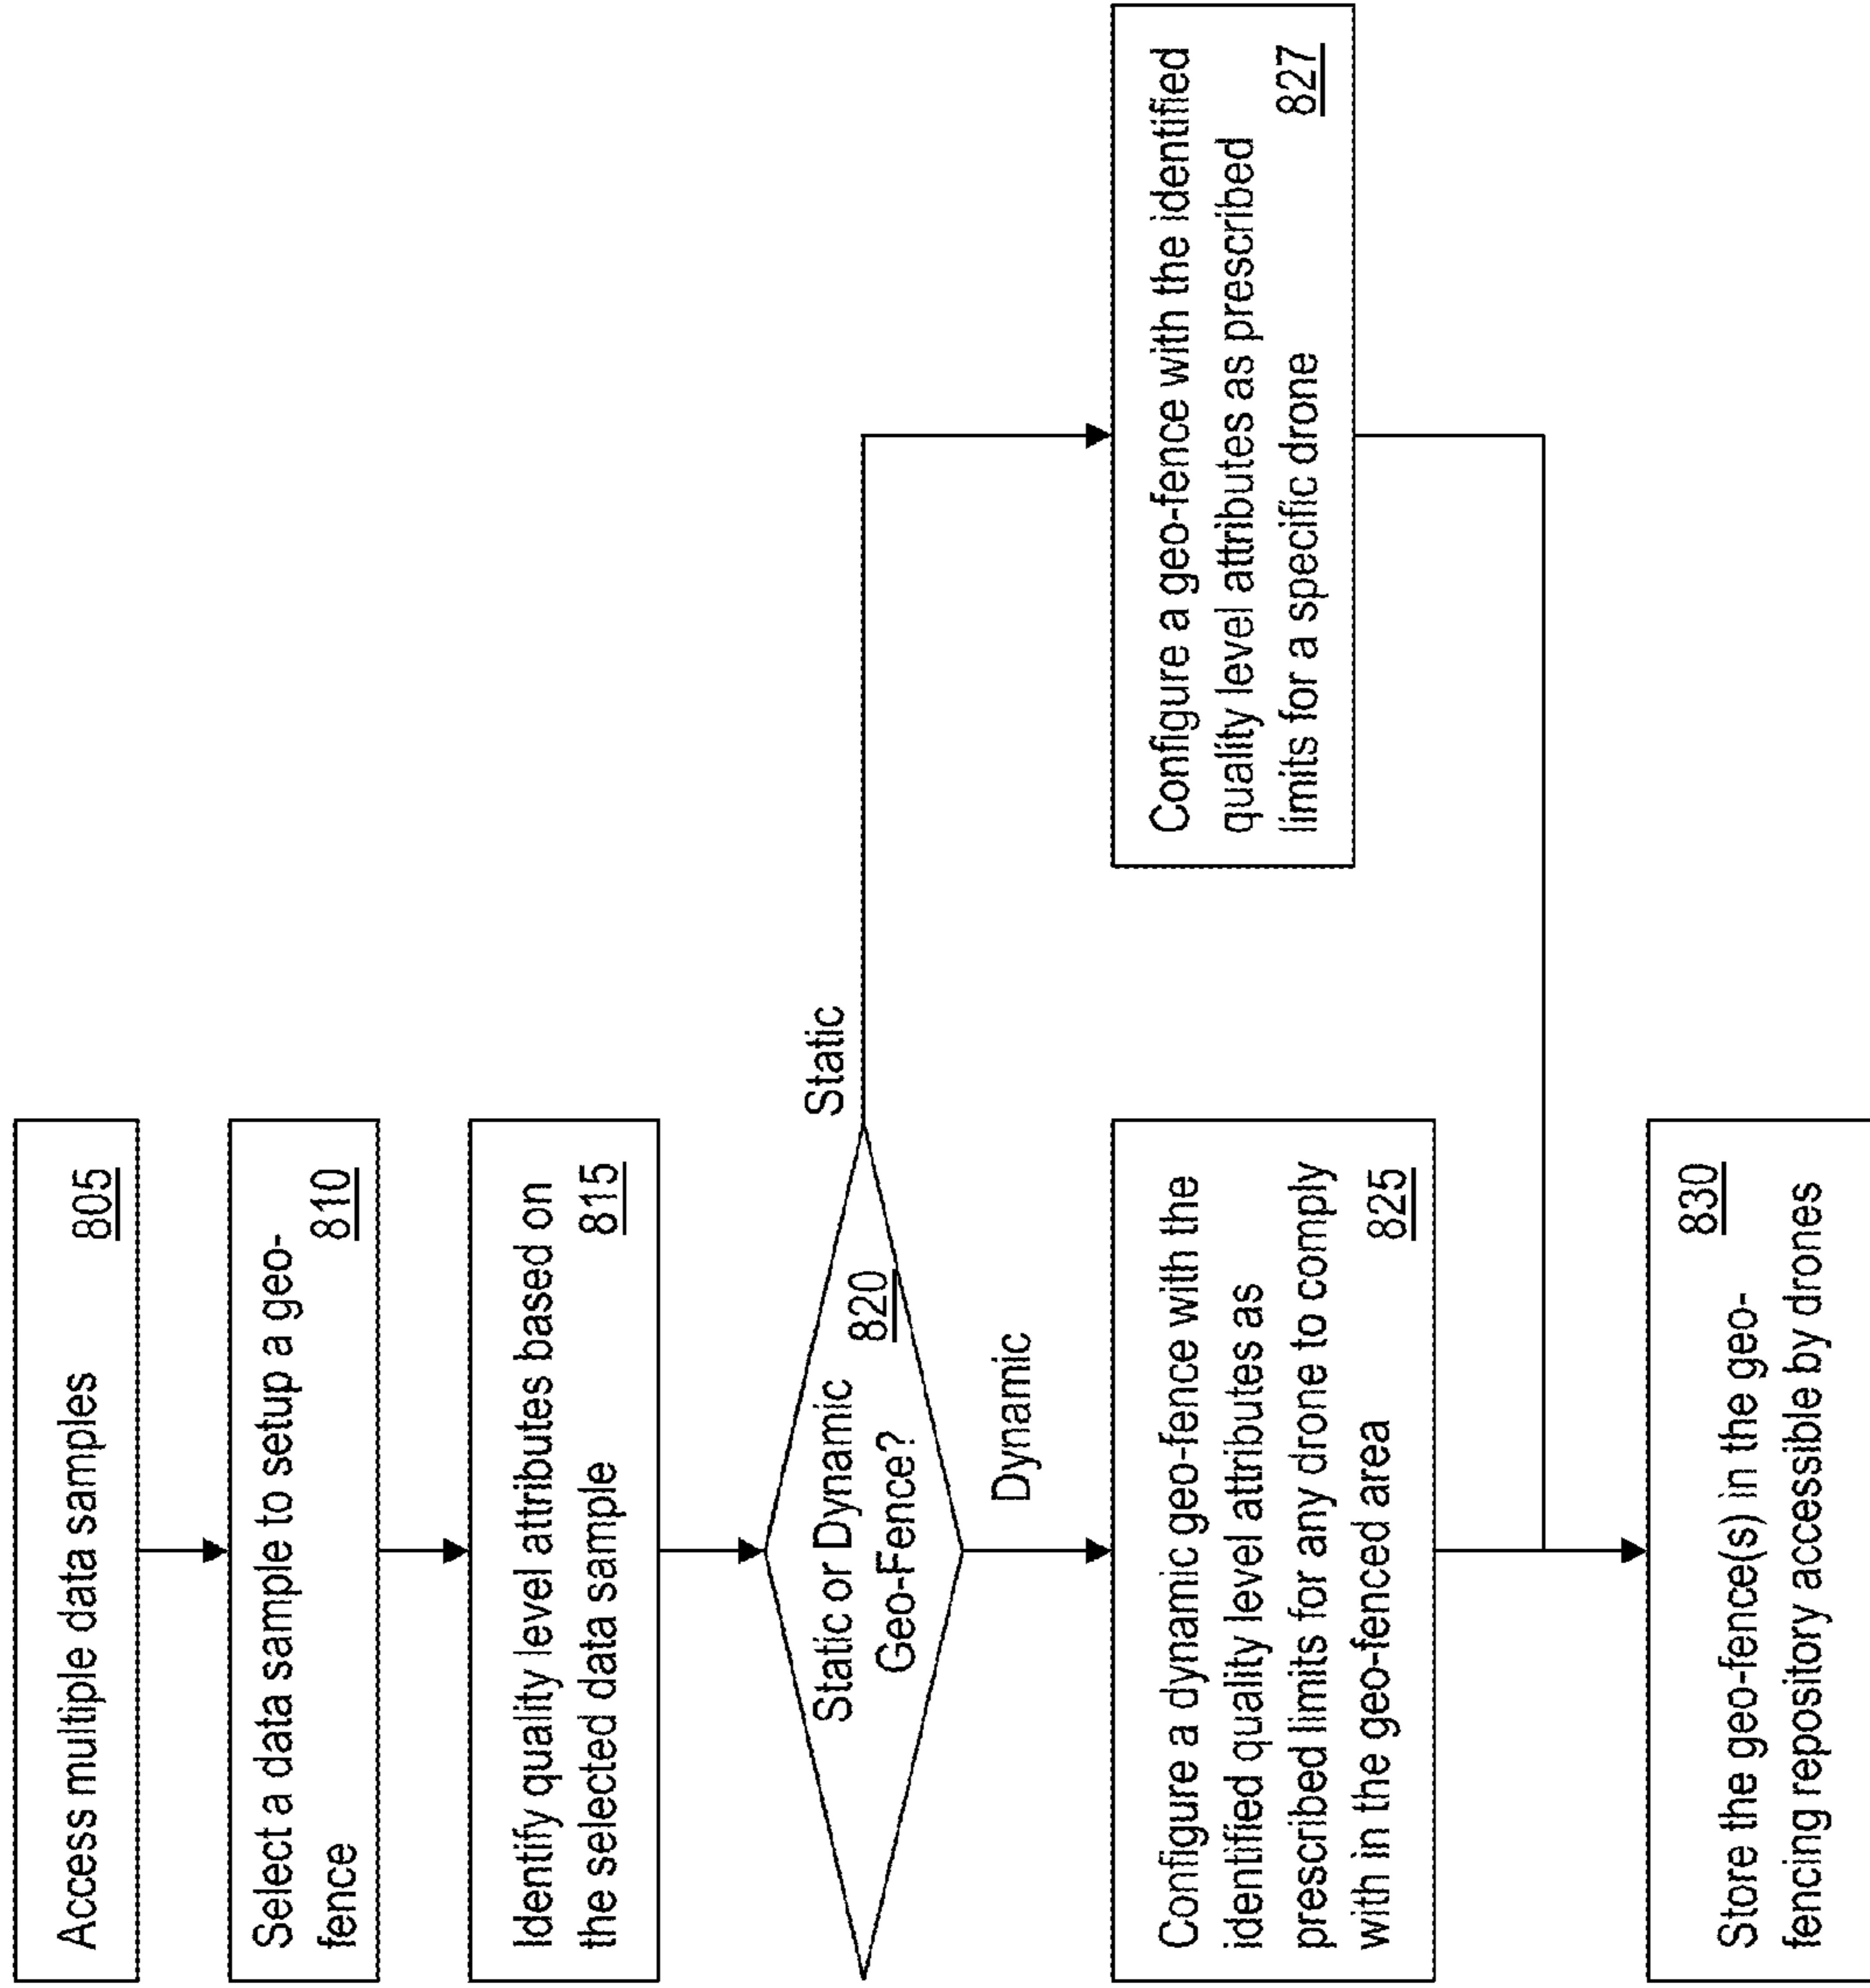 Access multiple data samples
805
Select a data sample to setup a geo-
fence
810
Identify quality level attributes based on
the selected data sample
815
Static or Dynamic
820
Geo-Fence?
Static
Dynamic
Configure a dynamic geo-fence with the
identified quality level attributes as
prescribed limits for any drone to comply
with in the geo-fenced area
825
Configure a geo-fence with the identified
quality level attributes as prescribed
limits for a specific drone
827
830
Store the geo-fence(s) in the geo-
fencing repository accessible by drones